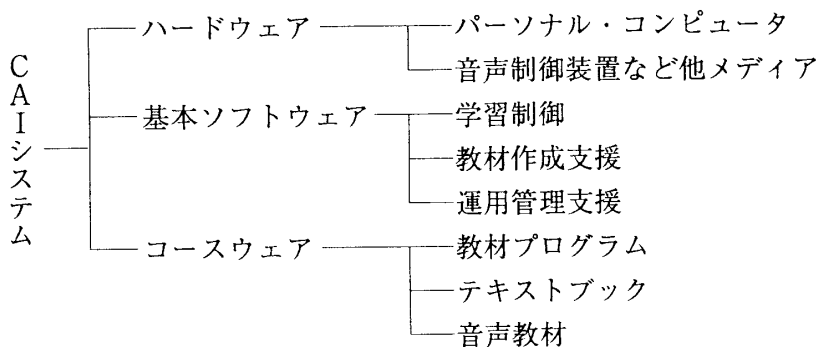 CAIシステム
ハードウェア
パーソナル・コンピュータ
音声制御装置など他メディア
基本ソフトウェア
学習制御
教材作成支援
運用管理支援
コースウェア
教材プログラム
テキストブック
音声教材